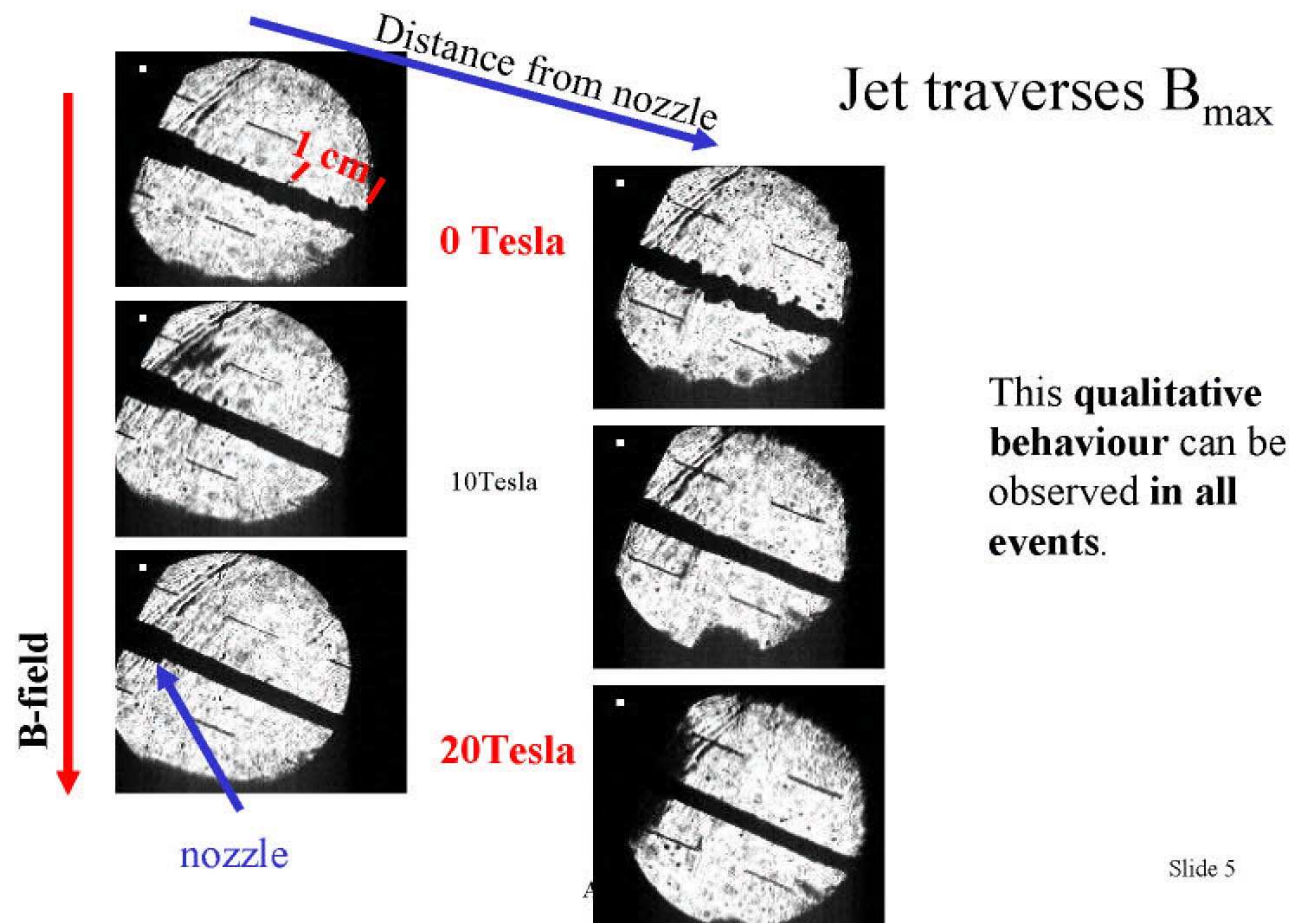 Distance from nozzle
Jet traverses Bmax
1 cm
0 Tesla
10Tesla
This qualitative
behaviour can be
observed in all
events.
B-field
20Tesla
nozzle
A
Slide 5